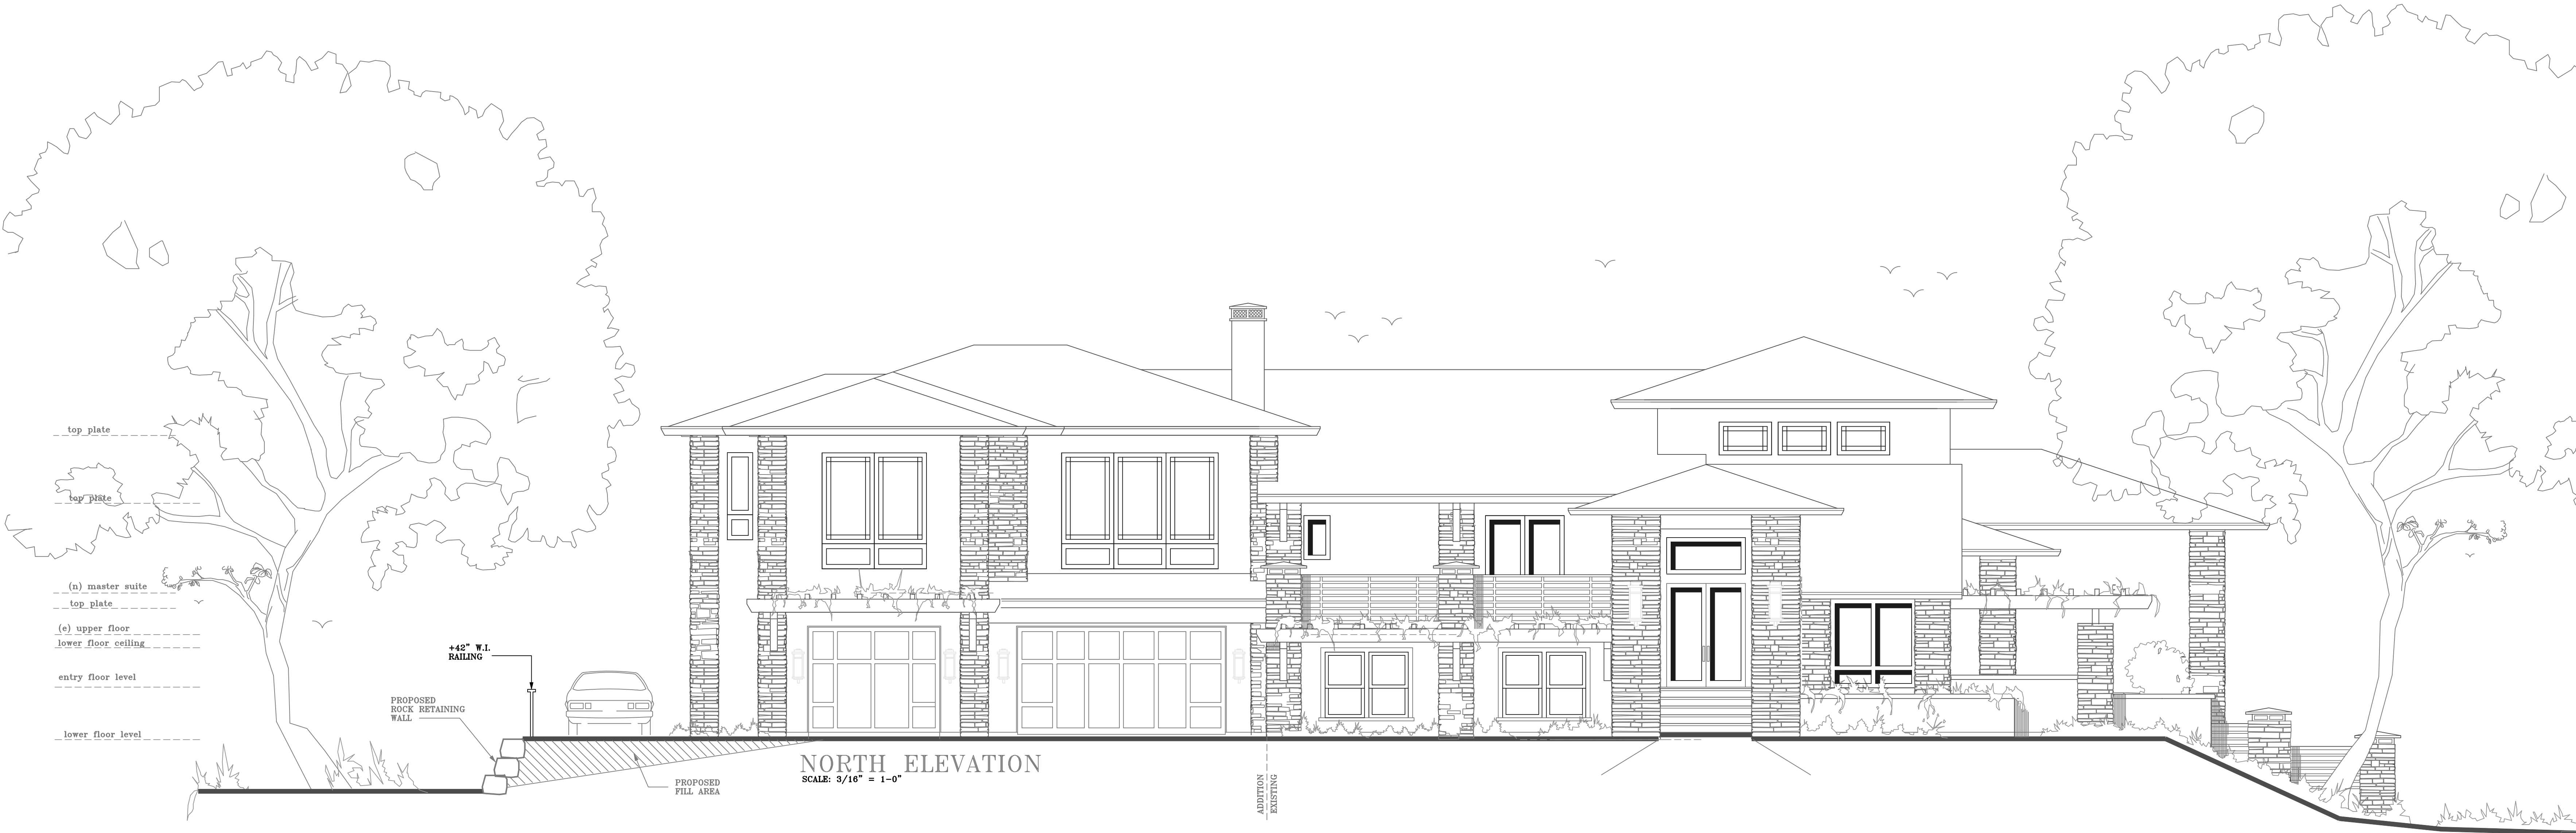 top plate
top plate
(n) master suite
top plate
(e) upper floor
lower floor ceiling
entry floor level
lower floor level
+42" W.I.
RAILING
PROPOSED
ROCK RETAINING
WALL
PROPOSED
FILL AREA
NORTH ELEVATION
SCALE: 3/16" = 1-0"
ADDITION
EXISTING